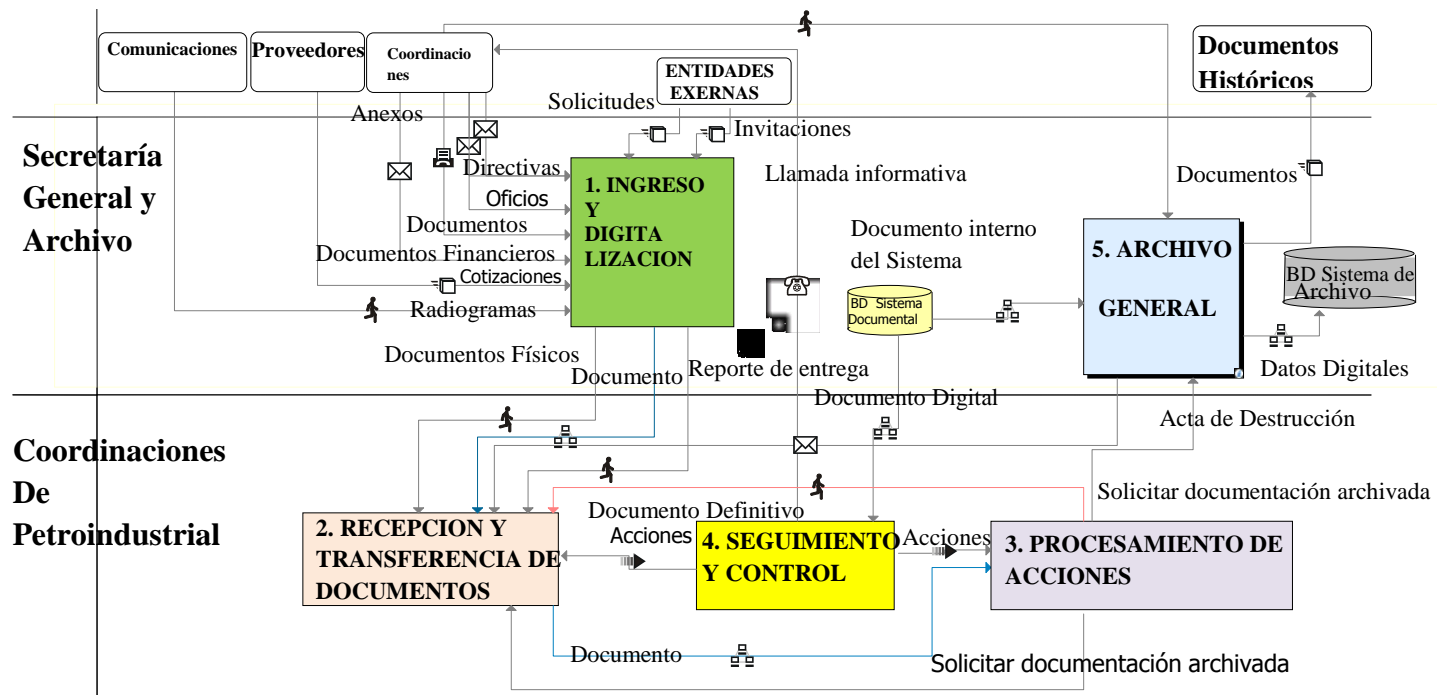 Comunicaciones
Proveedores
Coordinacio
nes
ENTIDADES
EXERNAS
Documentos
Históricos
Anexos
Solicitudes
Invitaciones
Secretaría
General y
Archivo
Directivas
Oficios
Documentos
Documentos Financieros
Cotizaciones
Radiogramas
1. INGRESO
Y
DIGITA
LIZACION
Llamada informativa
Documento interno
del Sistema
BD Sistema
Documental
Documentos
5. ARCHIVO
GENERAL
BD Sistema de
Archivo
Datos Digitales
Documentos Físicos
Documento
Reporte de entrega
Documento Digital
Acta de Destrucción
Coordinaciones
De
Petroindustrial
Solicitar documentación archivada
Documento Definitivo
Acciones
Acciones
2. RECEPCION Y
TRANSFERENCIA DE
DOCUMENTOS
4. SEGUIMIENTO
Y CONTROL
3. PROCESAMIENTO DE
ACCIONES
Documento
Solicitar documentación archivada